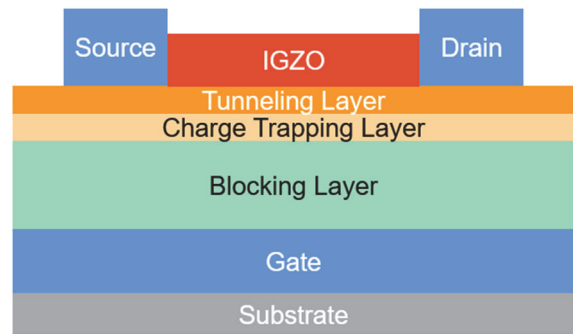 Source
IGZO
Drain
Tunneling Layer
Charge Trapping Layer
Blocking Layer
Gate
Substrate